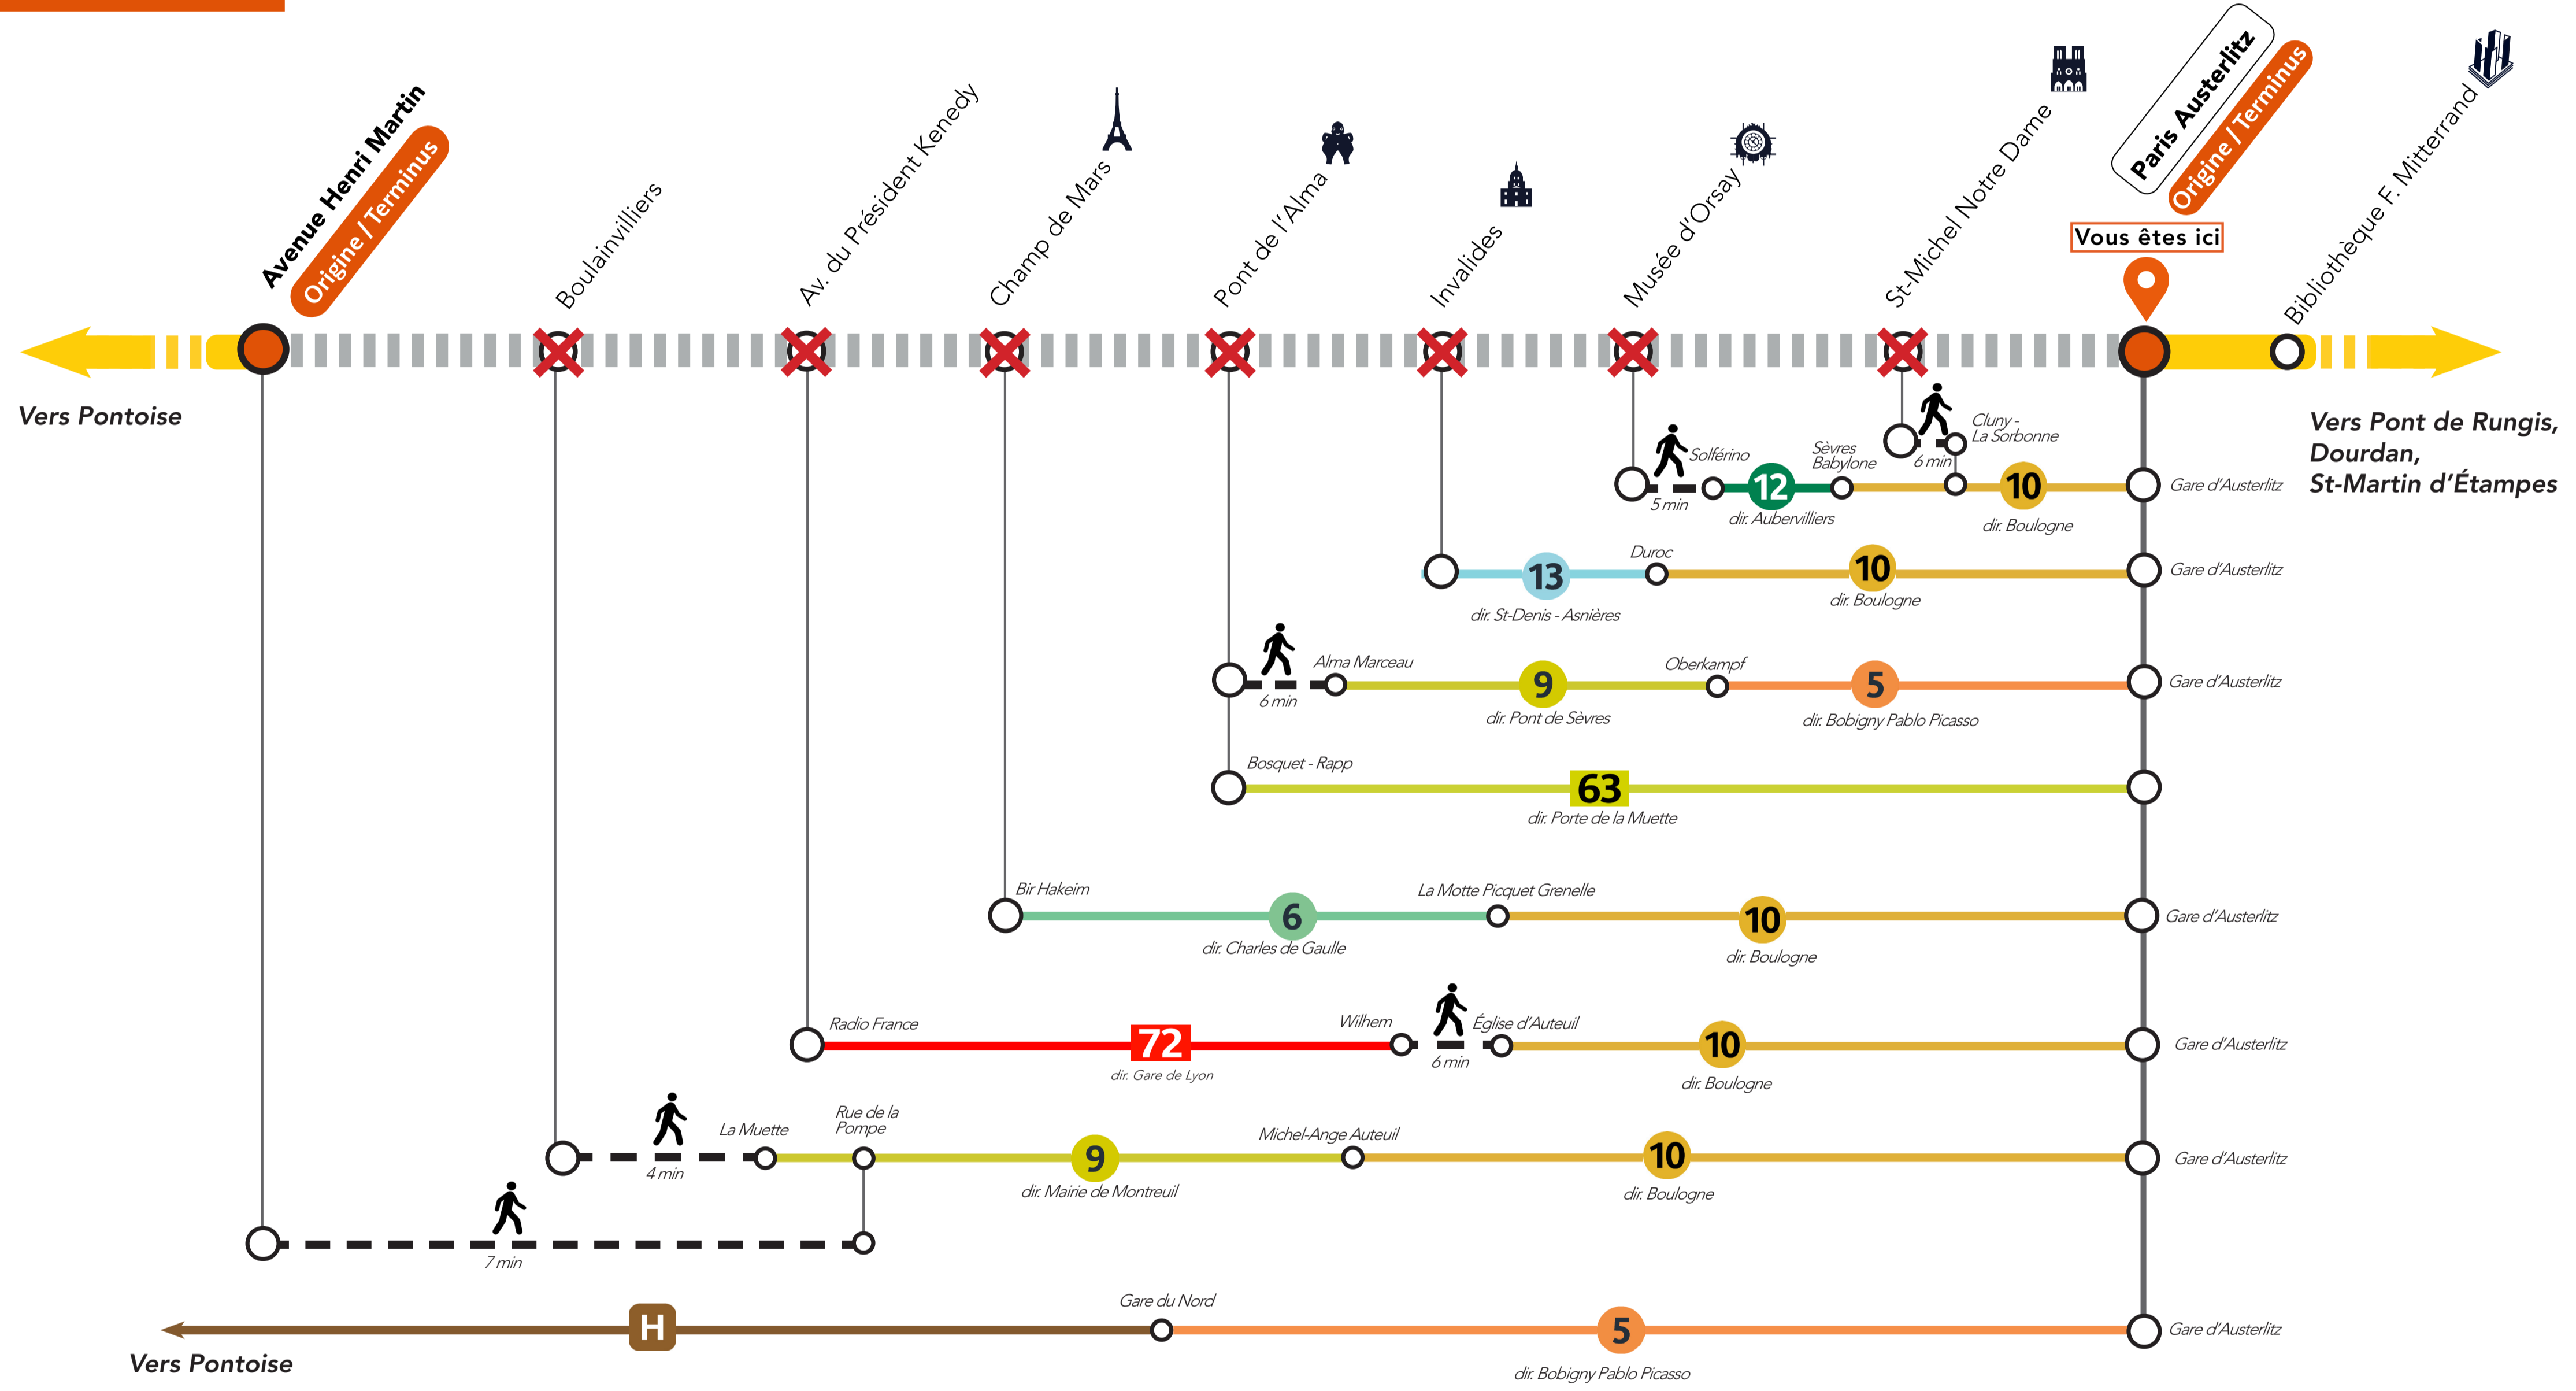 Avenue Henri Martin
Origine / Terminus
Boulainvilliers
Av. du Président Kenedy
Champ de Mars
Pont de l'Alma
Invalides
Musée d'Orsay
St-Michel Notre Dame
Paris Austerlitz
Origine / Terminus
Vous êtes ici
Bibliothèque F. Mitterrand
Vers Pontoise
Vers Pont de Rungis,
Dourdan,
St-Martin d'Étampes
Cluny -
La Sorbonne
6 min
Solférino
Sèvres
Babylone
5 min
12
dir. Aubervilliers
10
dir. Boulogne
Gare d'Austerlitz
13
dir. St-Denis - Asnières
Duroc
10
dir. Boulogne
Gare d'Austerlitz
6 min
Alma Marceau
9
dir. Pont de Sèvres
Oberkampf
5
dir. Bobigny Pablo Picasso
Gare d'Austerlitz
Bosquet - Rapp
63
dir. Porte de la Muette
Bir Hakeim
6
dir. Charles de Gaulle
La Motte Picquet Grenelle
10
dir. Boulogne
Gare d'Austerlitz
Radio France
72
dir. Gare de Lyon
Wilhem
6 min
Église d'Auteuil
10
dir. Boulogne
Gare d'Austerlitz
4 min
La Muette
Rue de la
Pompe
9
dir. Mairie de Montreuil
Michel-Ange Auteuil
10
dir. Boulogne
Gare d'Austerlitz
7 min
H
Vers Pontoise
Gare du Nord
5
dir. Bobigny Pablo Picasso
Gare d'Austerlitz